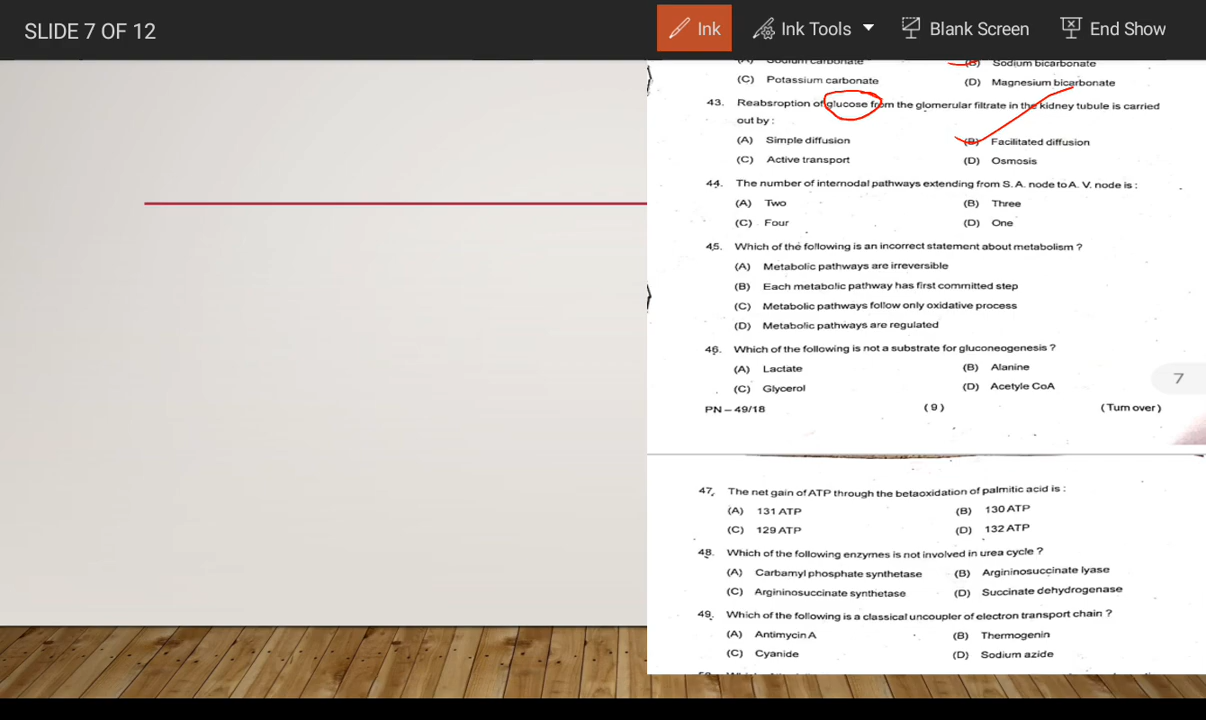 SLIDE 7 OF 12
Ink Ink Tools Blank Screen End Show
(A) Sodium carbonate (B) Sodium bicarbonate
(C) Potassium carbonate (D) Magnesium bicarbonate
43. Reabsroption of glucose from the glomerular filtrate in the kidney tubule is carried
out by :
(A) Simple diffusion (B) Facilitated diffusion
(C) Active transport (D) Osmosis
44. The number of internodal pathways extending from S. A. node to A. V. node is :
(A) Two (B) Three
(C) Four (D) One
45. Which of the following is an incorrect statement about metabolism ?
(A) Metabolic pathways are irreversible
(B) Each metabolic pathway has first committed step
(C) Metabolic pathways follow only oxidative process
(D) Metabolic pathways are regulated
46. Which of the following is not a substrate for gluconeogenesis ?
(A) Lactate (B) Alanine
(C) Glycerol (D) Acetyle CoA
7
PN – 49/18 ( 9 ) ( Turn over )
47. The net gain of ATP through the betaoxidation of palmitic acid is :
(A) 131 ATP (B) 130 ATP
(C) 129 ATP (D) 132 ATP
48. Which of the following enzymes is not involved in urea cycle ?
(A) Carbamyl phosphate synthetase (B) Argininosuccinate lyase
(C) Argininosuccinate synthetase (D) Succinate dehydrogenase
49. Which of the following is a classical uncoupler of electron transport chain ?
(A) Antimycin A (B) Thermogenin
(C) Cyanide (D) Sodium azide